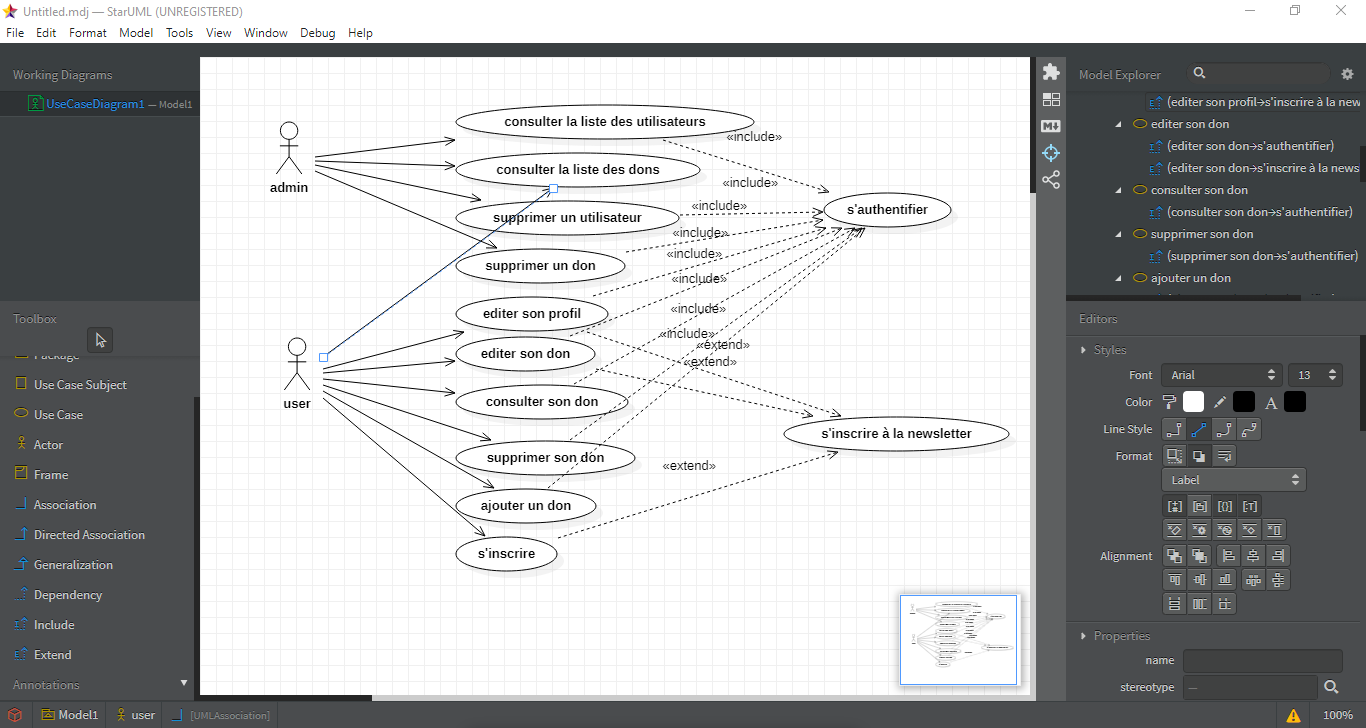 Untitled.mdj — StarUML (UNREGISTERED)
File Edit Format Model Tools View Window Debug Help
Working Diagrams
UseCaseDiagram1 — Model1
Toolbox
Package
Use Case Subject
Use Case
Actor
Frame
Association
Directed Association
Generalization
Dependency
Include
Extend
Annotations
admin
user
consulter la liste des utilisateurs
consulter la liste des dons
supprimer un utilisateur
supprimer un don
editer son profil
editer son don
consulter son don
supprimer son don
ajouter un don
s'inscrire
«include»
«include»
«include»
«include»
«include»
«include»
«include»
«include»
«extend»
«extend»
«extend»
s'authentifier
s'inscrire à la newsletter
Model Explorer
(editer son profil→s'inscrire à la new
editer son don
(editer son don→s'authentifier)
(editer son don→s'inscrire à la news
consulter son don
(consulter son don→s'authentifier)
supprimer son don
(supprimer son don→s'authentifier)
ajouter un don
Editors
Styles
Font Arial 13
Color A
Line Style
Format
Label
Alignment
Properties
name
stereotype —
Model1 user [UMLAssociation] 100%